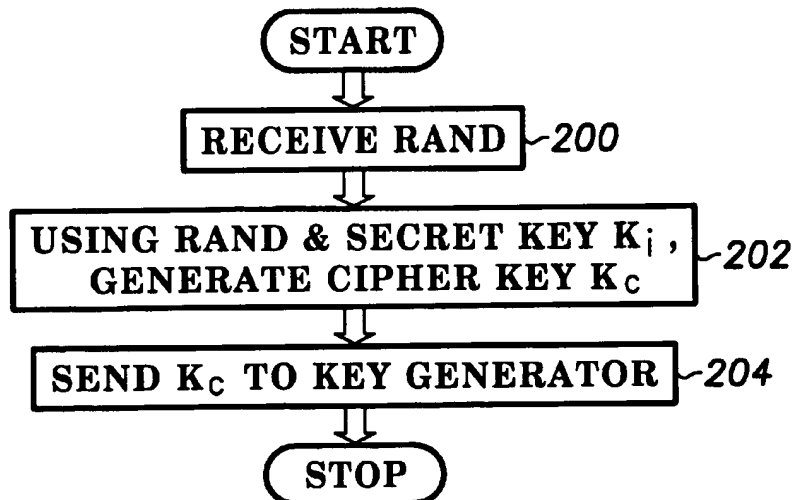 START
RECEIVE RAND
200
USING RAND & SECRET KEY Ki,
GENERATE CIPHER KEY KC
202
SEND KC TO KEY GENERATOR
204
STOP